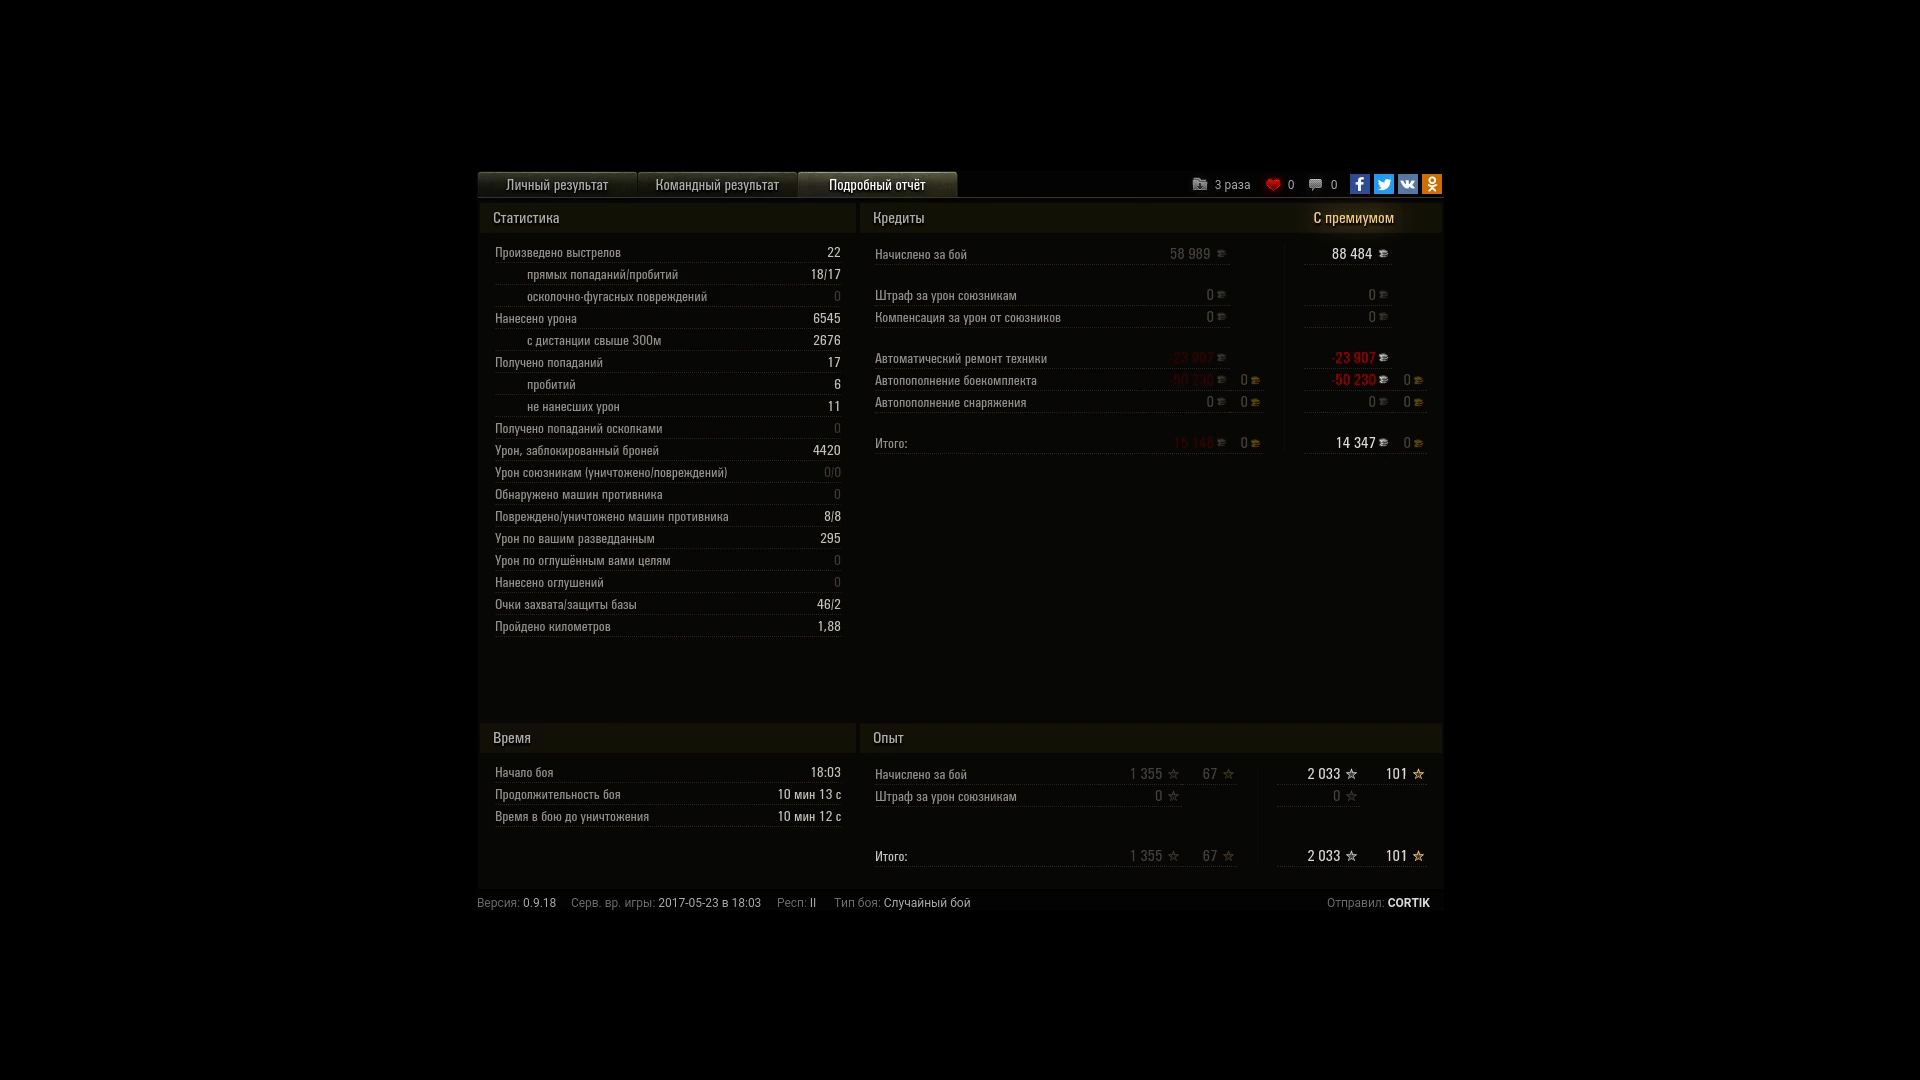 Личный результат Командный результат Подробный отчёт 3 раза 0 0
Статистика
Произведено выстрелов 22
прямых попаданий/пробитий 18/17
осколочно-фугасных повреждений 0
Нанесено урона 6545
с дистанции свыше 300м 2676
Получено попаданий 17
пробитий 6
не нанесших урон 11
Получено попаданий осколками 0
Урон, заблокированный броней 4420
Урон союзникам (уничтожено/повреждений) 0/0
Обнаружено машин противника 0
Повреждено/уничтожено машин противника 8/8
Урон по вашим разведданным 295
Урон по оглушённым вами целям 0
Нанесено оглушений 0
Очки захвата/защиты базы 46/2
Пройдено километров 1,88
Кредиты С премиумом
Начислено за бой 58 989 88 484
Штраф за урон союзникам 0 0
Компенсация за урон от союзников 0 0
Автоматический ремонт техники -23 907 -23 907
Автопополнение боекомплекта -50 230 0 -50 230 0
Автопополнение снаряжения 0 0 0 0
Итого: 0 14 347 0
Время
Начало боя 18:03
Продолжительность боя 10 мин 13 с
Время в бою до уничтожения 10 мин 12 с
Опыт
Начислено за бой 1 355 67 2 033 101
Штраф за урон союзникам 0 0
Итого: 1 355 67 2 033 101
Версия: 0.9.18 Серв. вр. игры: 2017-05-23 в 18:03 Респ: II Тип боя: Случайный бой Отправил: CORTIK